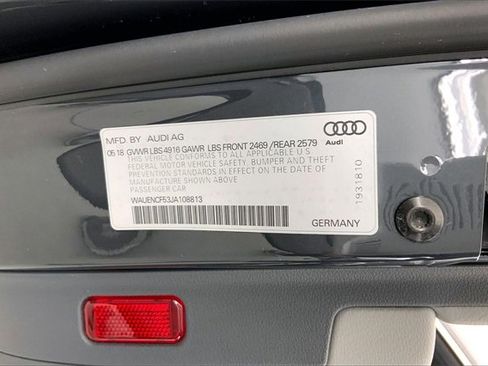 MFD. BY AUDI AG
05 18 GVWR LBS 4916 GAWR LBS FRONT 2469 / REAR 2579
THIS VEHICLE CONFORMS TO ALL APPLICABLE U S
FEDERAL MOTOR VEHICLE SAFETY, BUMPER AND THEFT
PREVENTION STANDARDS IN EFFECT ON THE DATE OF
MANUFACTURE SHOWN ABOVE.
PASSENGER CAR
WAUENCF53JA108813
Audi
1931810
GERMANY